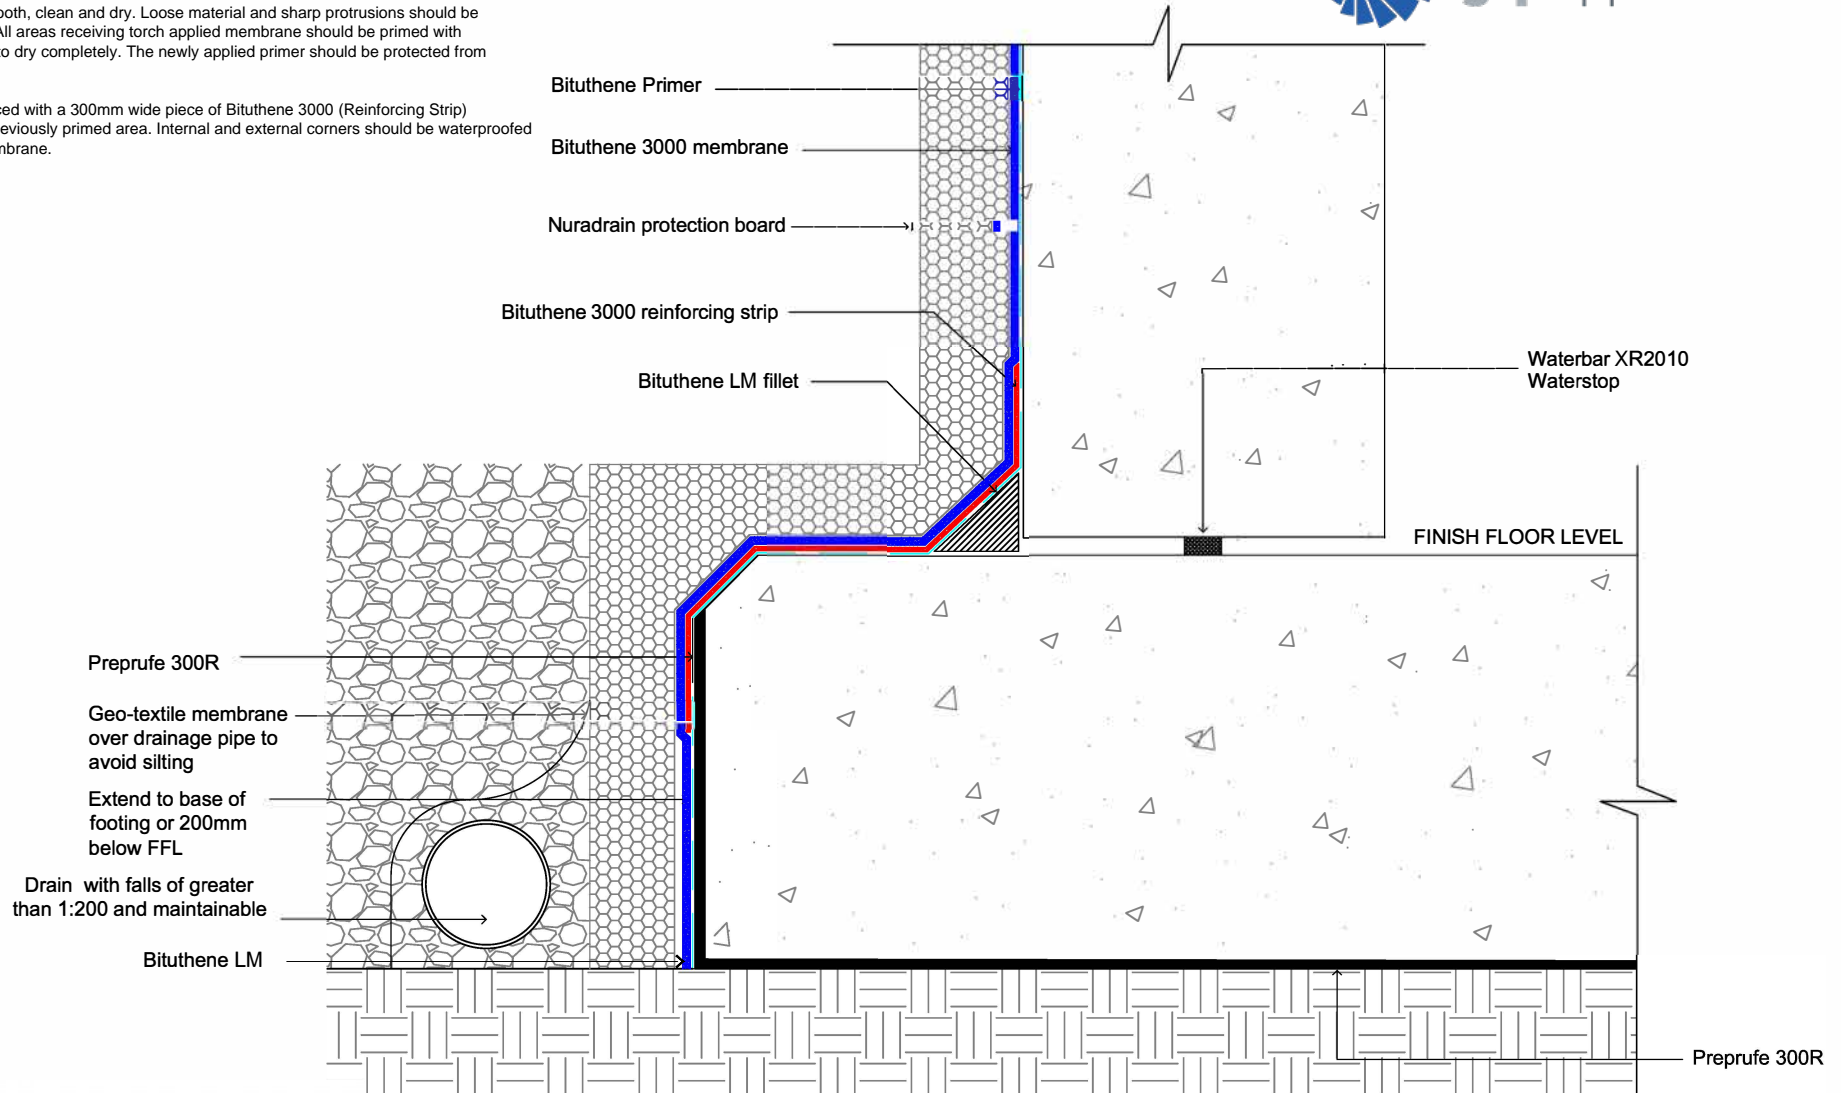 ooth, clean and dry. Loose material and sharp protrusions should be
All areas receiving torch applied membrane should be primed with
to dry completely. The newly applied primer should be protected from
ced with a 300mm wide piece of Bituthene 3000 (Reinforcing Strip)
eviously primed area. Internal and external corners should be waterproofed
mbrane.
Bituthene Primer
Bituthene 3000 membrane
Nuradrain protection board
Bituthene 3000 reinforcing strip
Bituthene LM fillet
Waterbar XR2010
Waterstop
FINISH FLOOR LEVEL
Preprufe 300R
Geo-textile membrane
over drainage pipe to
avoid silting
Extend to base of
footing or 200mm
below FFL
Drain with falls of greater
than 1:200 and maintainable
Bituthene LM
Preprufe 300R